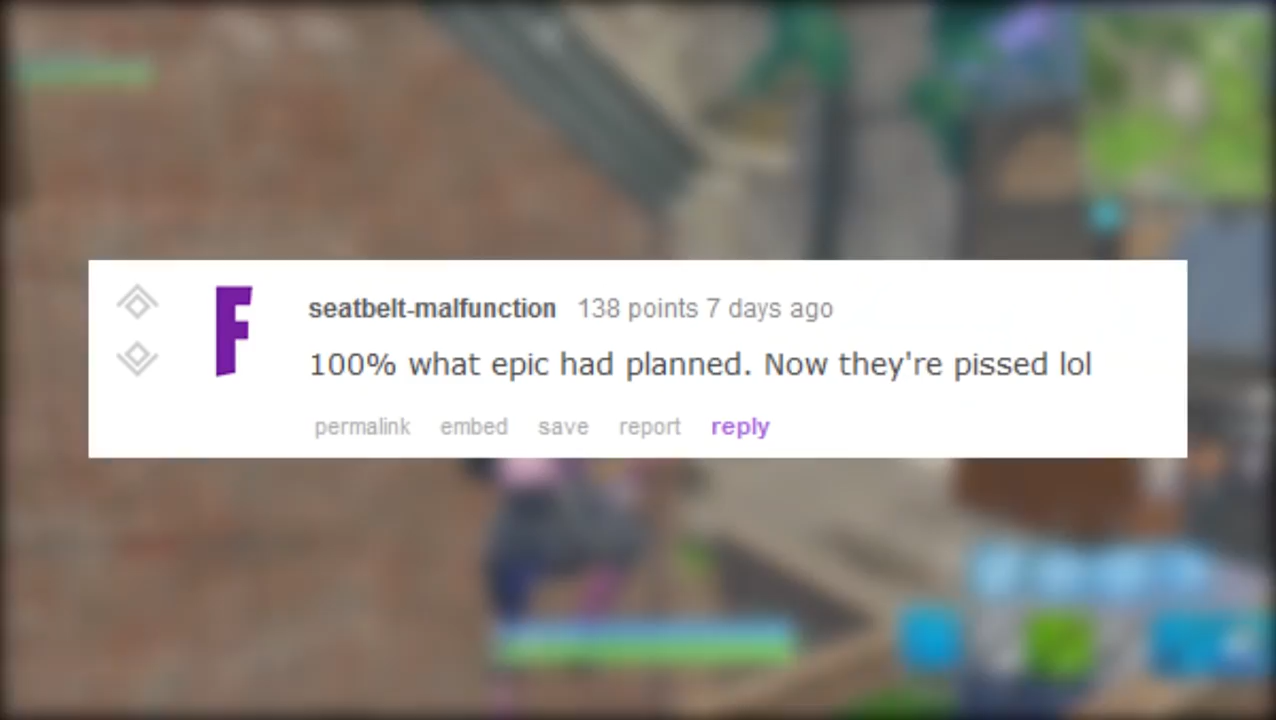 seatbelt-malfunction 138 points 7 days ago
100% what epic had planned. Now they're pissed lol
permalink embed save report reply